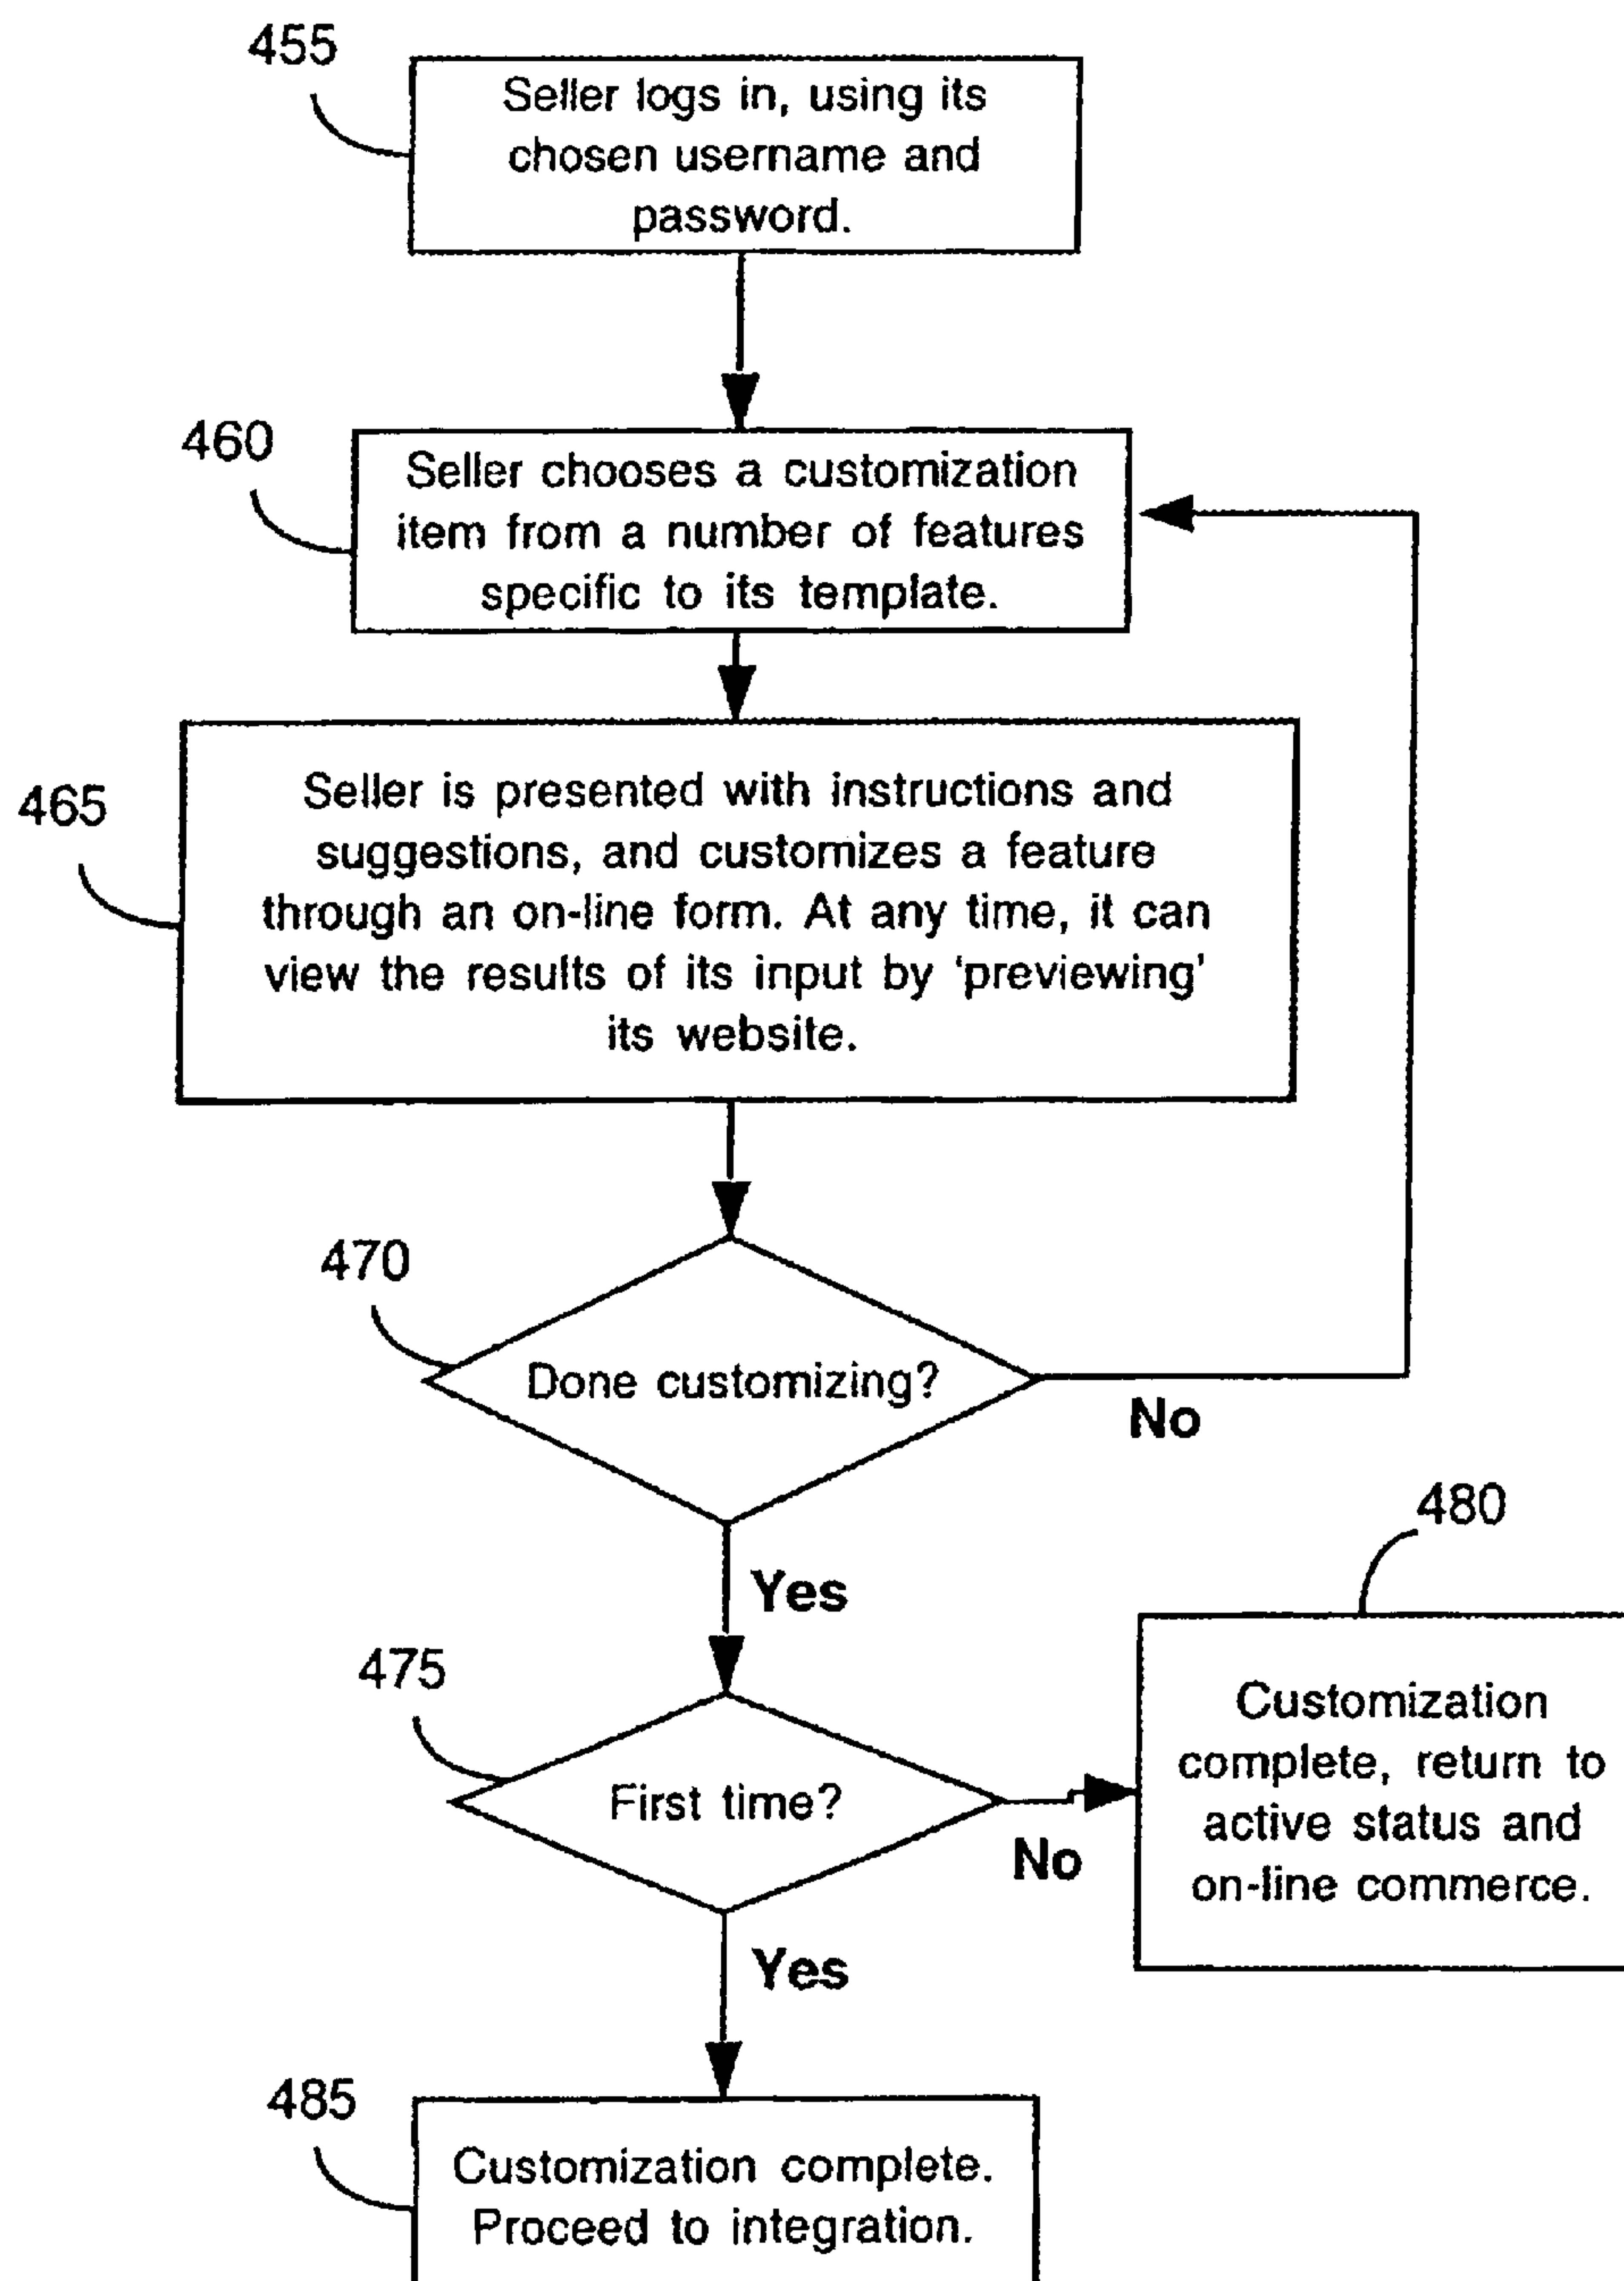 455
Seller logs in, using its
chosen username and
password.
460
Seller chooses a customization
item from a number of features
specific to its template.
465
Seller is presented with instructions and
suggestions, and customizes a feature
through an on-line form. At any time, it can
view the results of its input by ‘previewing’
its website.
470
Done customizing?
No
Yes
480
475
First time?
No
Customization
complete, return to
active status and
on-line commerce.
Yes
485
Customization complete.
Proceed to integration.